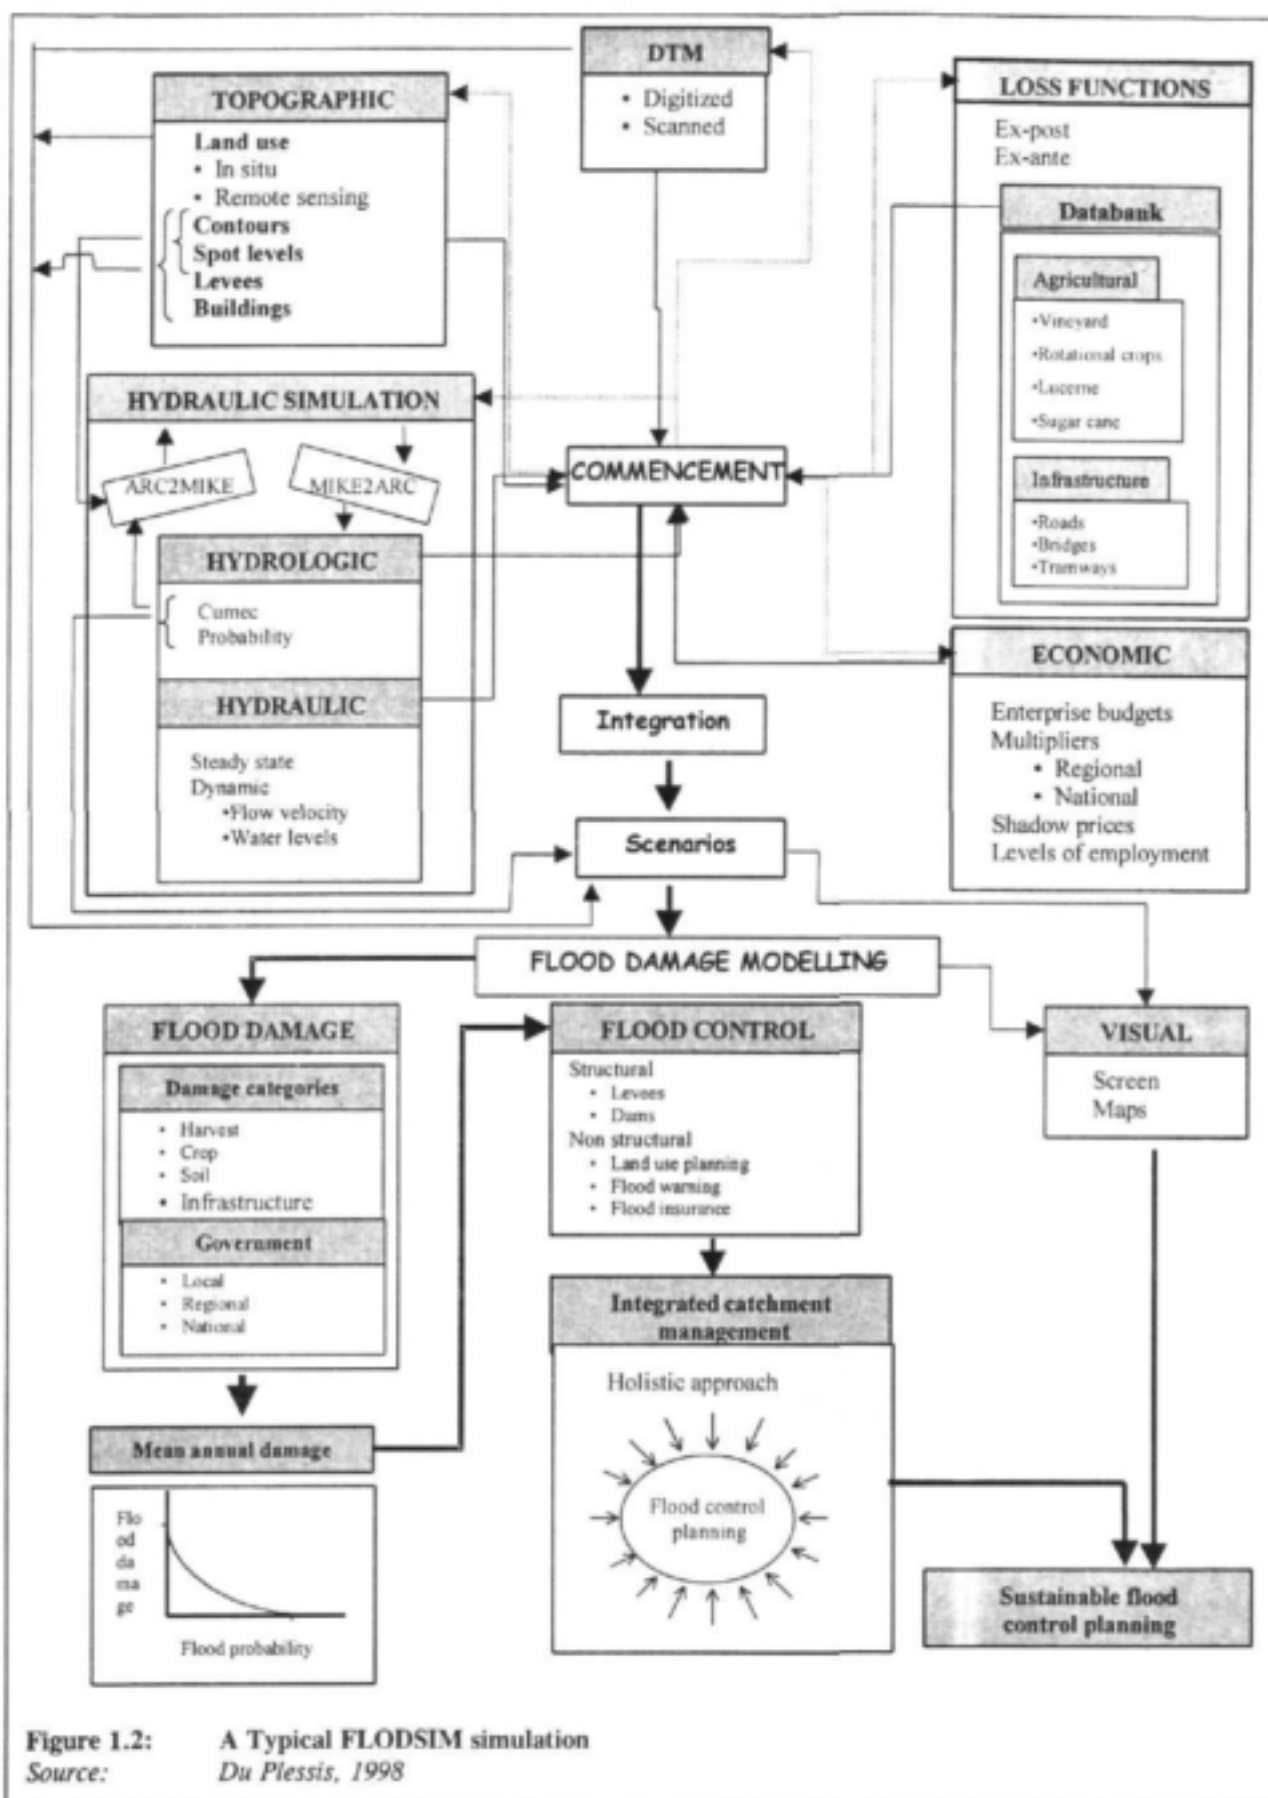 DTM
• Digitized
• Scanned
TOPOGRAPHIC
Land use
• In situ
• Remote sensing
Contours
Spot levels
Levees
Buildings
LOSS FUNCTIONS
Ex-post
Ex-ante
Databank
Agricultural
•Vineyard
•Rotational crops
•Lucerne
•Sugar cane
Infrastructure
•Roads
•Bridges
•Tramways
HYDRAULIC SIMULATION
ARC2MIKE
MIKE2ARC
COMMENCEMENT
HYDROLOGIC
Cumec
Probability
HYDRAULIC
Steady state
Dynamic
•Flow velocity
•Water levels
ECONOMIC
Enterprise budgets
Multipliers
• Regional
• National
Shadow prices
Levels of employment
Integration
Scenarios
FLOOD DAMAGE MODELLING
FLOOD DAMAGE
Damage categories
• Harvest
• Crop
• Soil
• Infrastructure
Government
• Local
• Regional
• National
FLOOD CONTROL
Structural
• Levees
• Dams
Non structural
• Land use planning
• Flood warning
• Flood insurance
VISUAL
Screen
Maps
Integrated catchment
management
Holistic approach
Flood control
planning
Mean annual damage
Flo
od
da
ma
ge
Flood probability
Sustainable flood
control planning
Figure 1.2: A Typical FLODSIM simulation
Source: Du Plessis, 1998